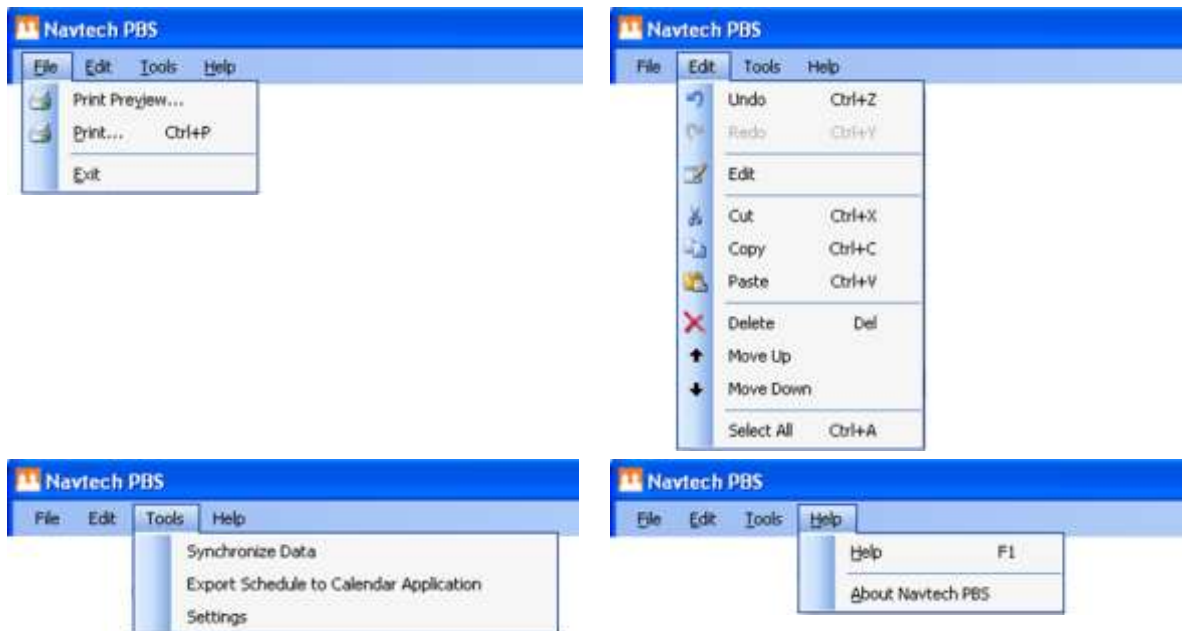 Navtech PBS
File Edit Tools Help
Print Preview...
Print... Ctrl+P
Exit
Navtech PBS
File Edit Tools Help
Undo Ctrl+Z
Redo Ctrl+Y
Edit
Cut Ctrl+X
Copy Ctrl+C
Paste Ctrl+V
Delete Del
Move Up
Move Down
Select All Ctrl+A
Navtech PBS
File Edit Tools Help
Synchronize Data
Export Schedule to Calendar Application
Settings
Navtech PBS
File Edit Tools Help
Help F1
About Navtech PBS